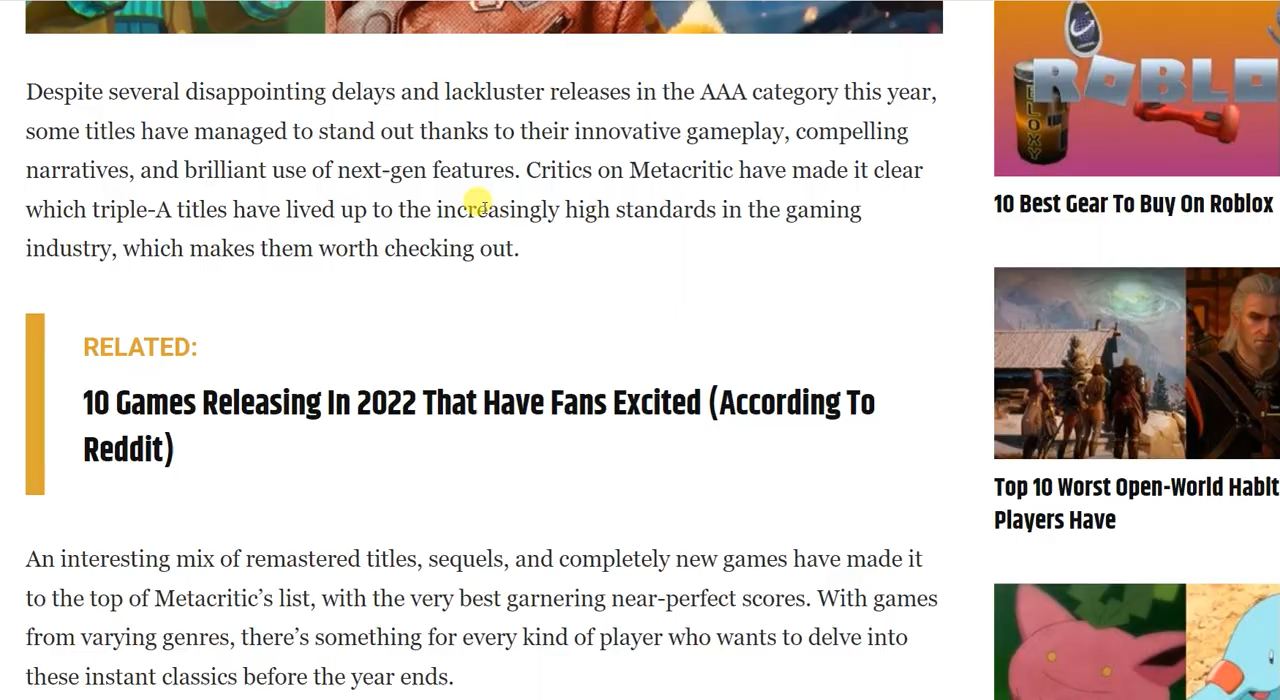 Despite several disappointing delays and lackluster releases in the AAA category this year,
some titles have managed to stand out thanks to their innovative gameplay, compelling
narratives, and brilliant use of next-gen features. Critics on Metacritic have made it clear
which triple-A titles have lived up to the increasingly high standards in the gaming
industry, which makes them worth checking out.
RELATED:
10 Games Releasing In 2022 That Have Fans Excited (According To
Reddit)
An interesting mix of remastered titles, sequels, and completely new games have made it
to the top of Metacritic’s list, with the very best garnering near-perfect scores. With games
from varying genres, there’s something for every kind of player who wants to delve into
these instant classics before the year ends.
ROBLO
BLOXY
10 Best Gear To Buy On Roblox
Top 10 Worst Open-World Habit
Players Have